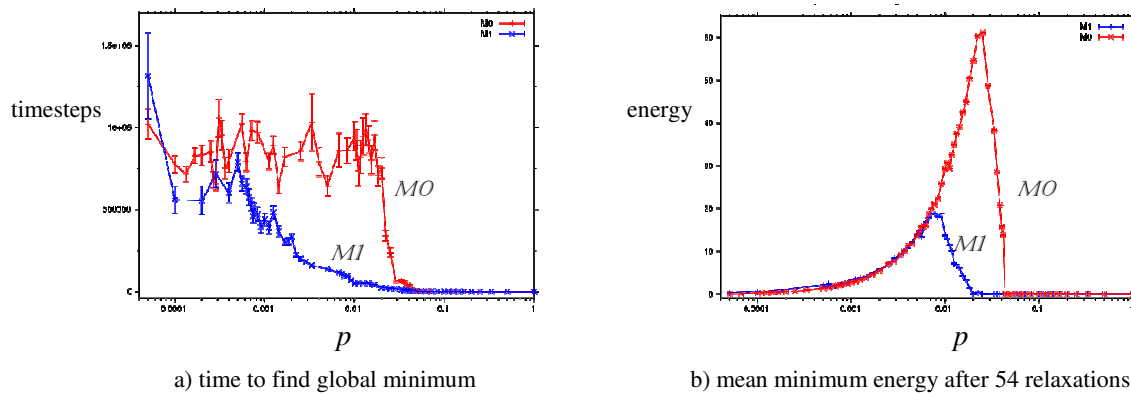 M0
M1
1.5e+06
timesteps
1e+06
500000
M0
M1
0
0.0001
0.001
0.01
0.1
1
p
a) time to find global minimum
M1
M0
60
50
energy
40
30
20
M0
M1
10
0
0.0001
0.001
0.01
0.1
1
p
b) mean minimum energy after 54 relaxations